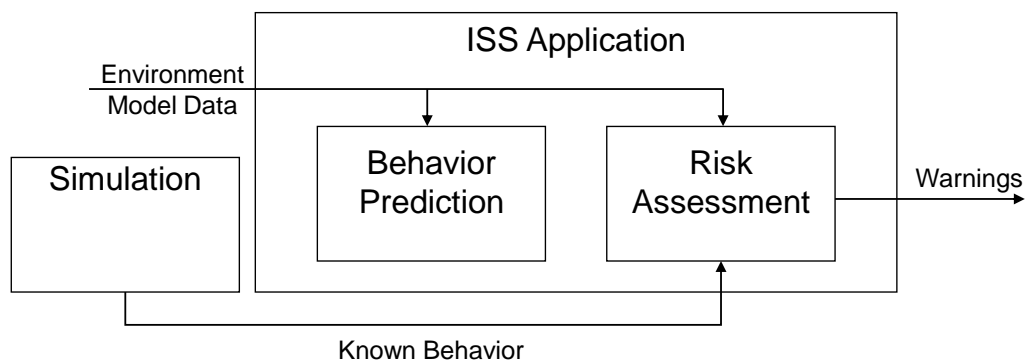 ISS Application
Environment
Model Data
Behavior
Prediction
Risk
Assessment
Simulation
Warnings
Known Behavior